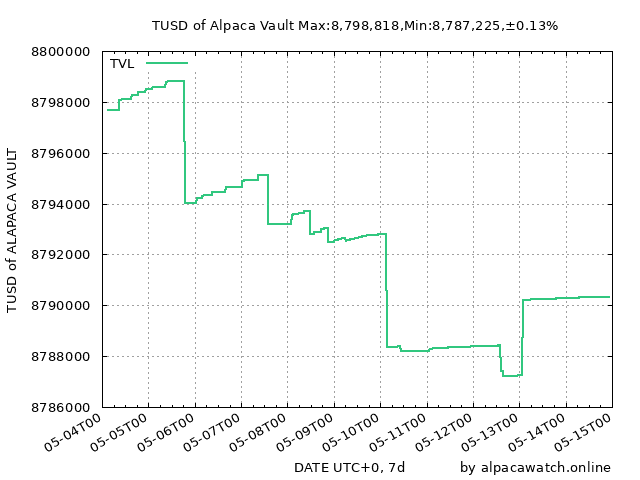 TUSD of Alpaca Vault Max:8,798,818,Min:8,787,225,±0.13%
TVL
8800000
8798000
8796000
8794000
8792000
8790000
8788000
8786000
TUSD of ALAPACA VAULT
05-04T00
05-05T00
05-06T00
05-07T00
05-08T00
05-09T00
05-10T00
05-11T00
05-12T00
05-13T00
05-14T00
05-15T00
DATE UTC+0, 7d
by alpacawatch.online